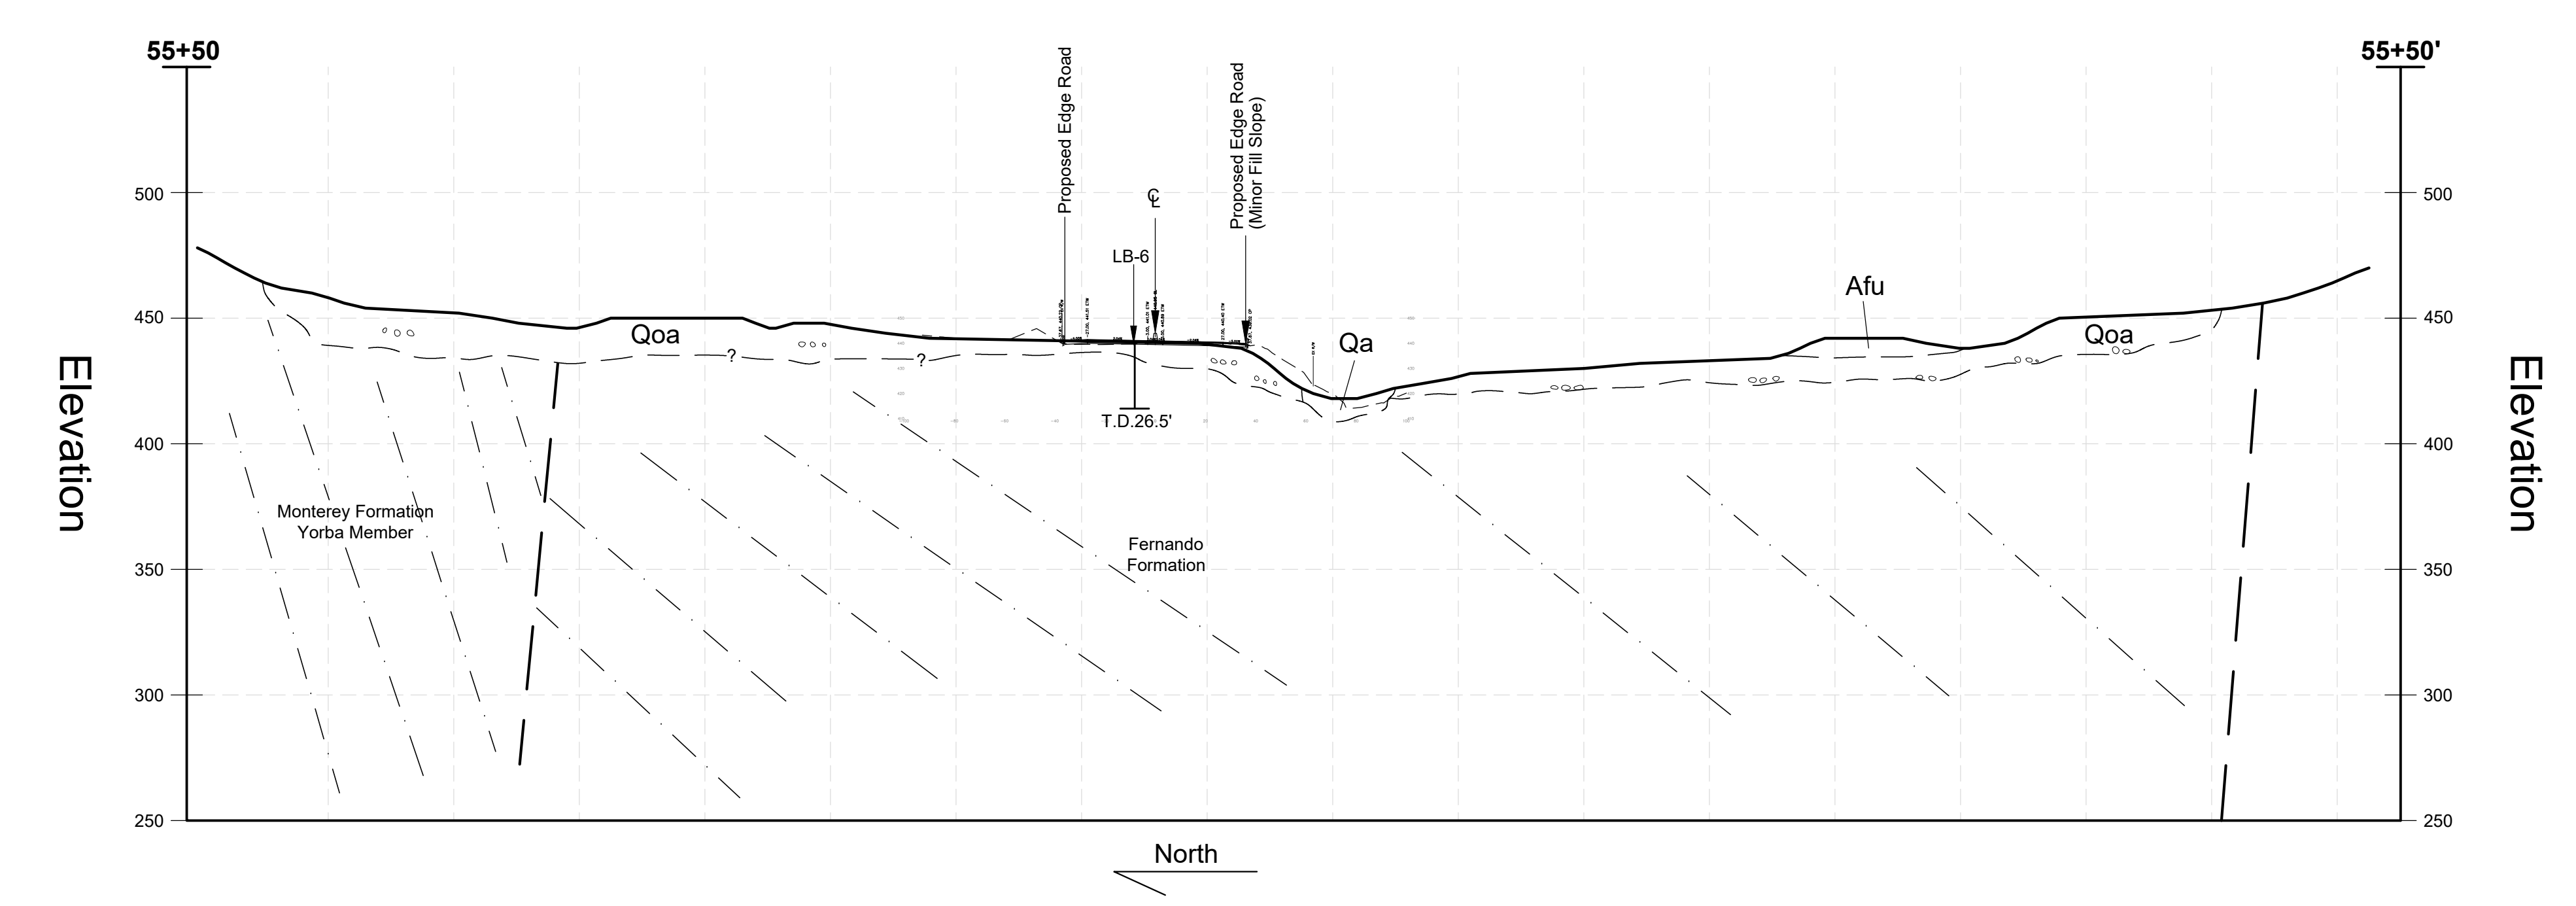 55+50
55+50'
Proposed Edge Road
Proposed Edge Road
(Minor Fill Slope)
℄
LB-6
500
500
450
450
Afu
Qoa
Qa
Qoa
?
?
T.D.26.5'
400
400
Elevation
Elevation
Monterey Formation
Yorba Member
Fernando
Formation
350
350
300
300
250
250
North